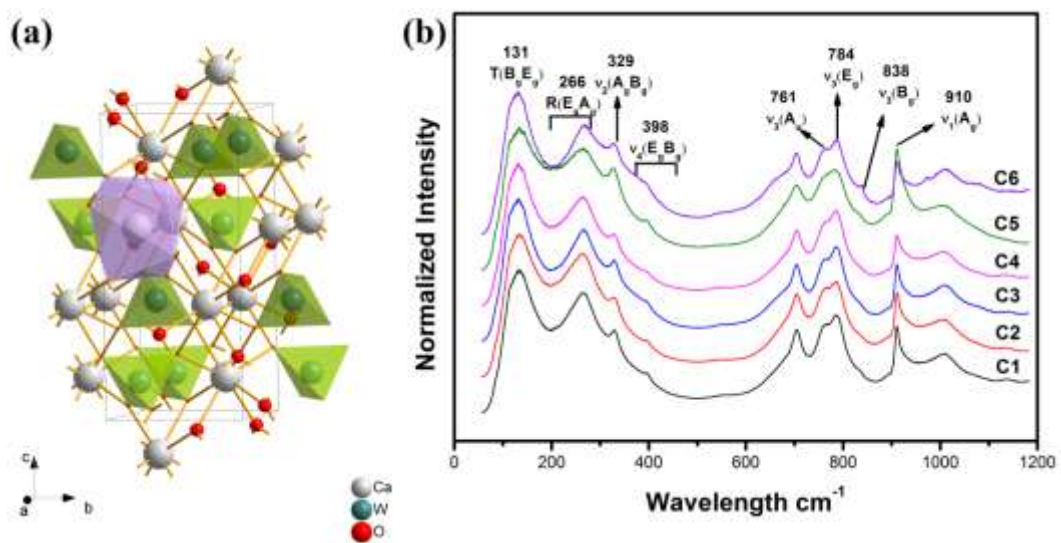 (a)
c
a
b
Ca
W
O
(b)
131
T(BgEg)
266
R(EgAg)
329
ν2(AgBg)
398
ν4(EgBg)
761
ν3(Ag)
784
ν3(Eg)
838
ν3(Bg)
910
ν1(Ag)
C6
C5
C4
C3
C2
C1
Normalized Intensity
0 200 400 600 800 1000 1200
Wavelength cm-1